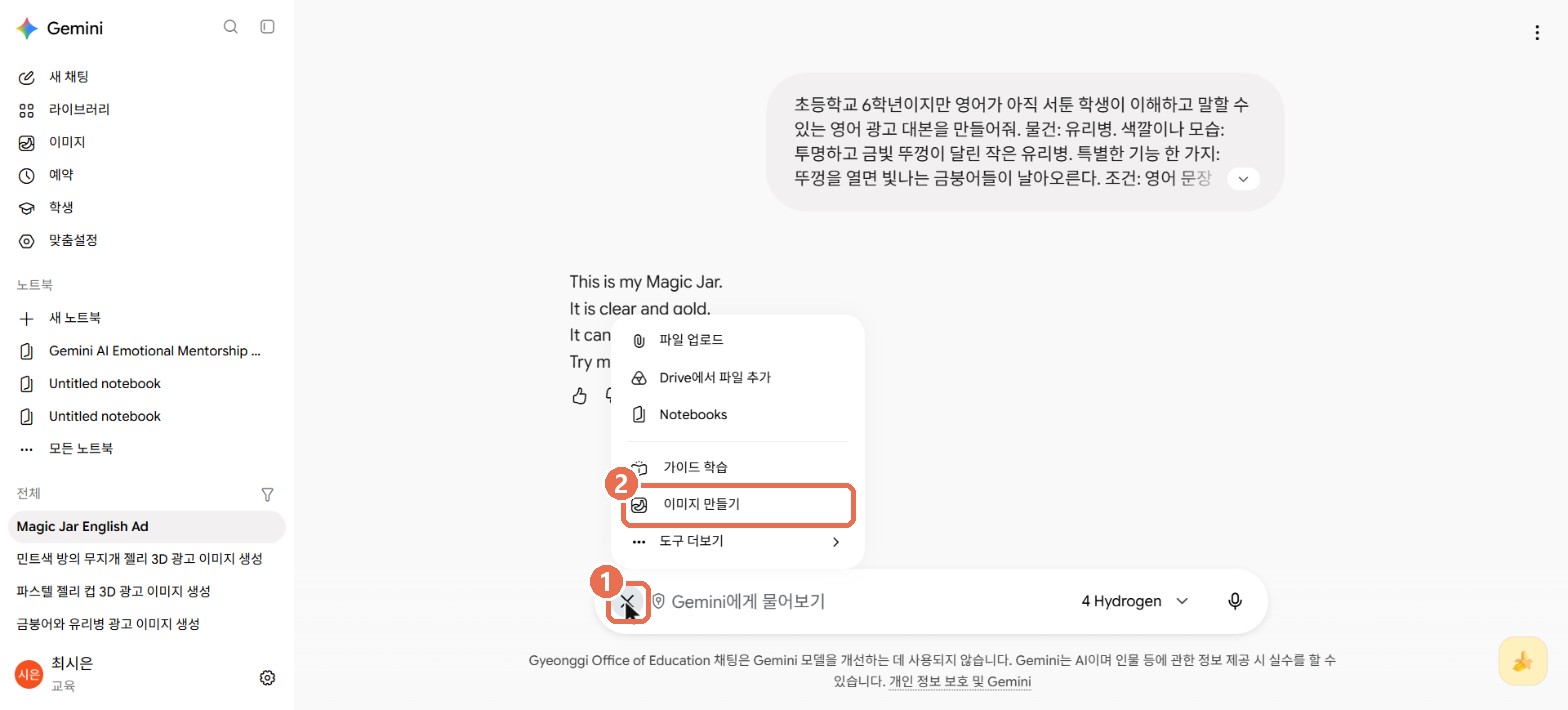 Gemini
새 채팅
라이브러리
이미지
예약
학생
맞춤설정
노트북
새 노트북
Gemini AI Emotional Mentorship ...
Untitled notebook
Untitled notebook
모든 노트북
전체
Magic Jar English Ad
민트색 방의 무지개 젤리 3D 광고 이미지 생성
파스텔 젤리 컵 3D 광고 이미지 생성
금붕어와 유리병 광고 이미지 생성
시은
최시은
교육
초등학교 6학년이지만 영어가 아직 서툰 학생이 이해하고 말할 수
있는 영어 광고 대본을 만들어줘. 물건: 유리병. 색깔이나 모습:
투명하고 금빛 뚜껑이 달린 작은 유리병. 특별한 기능 한 가지:
뚜껑을 열면 빛나는 금붕어들이 날아오른다. 조건: 영어 문장
This is my Magic Jar.
It is clear and gold.
It can
Try m
파일 업로드
Drive에서 파일 추가
Notebooks
가이드 학습
2
이미지 만들기
도구 더보기
1
Gemini에게 물어보기
4 Hydrogen
Gyeonggi Office of Education 채팅은 Gemini 모델을 개선하는 데 사용되지 않습니다. Gemini는 AI이며 인물 등에 관한 정보 제공 시 실수를 할 수
있습니다. 개인 정보 보호 및 Gemini